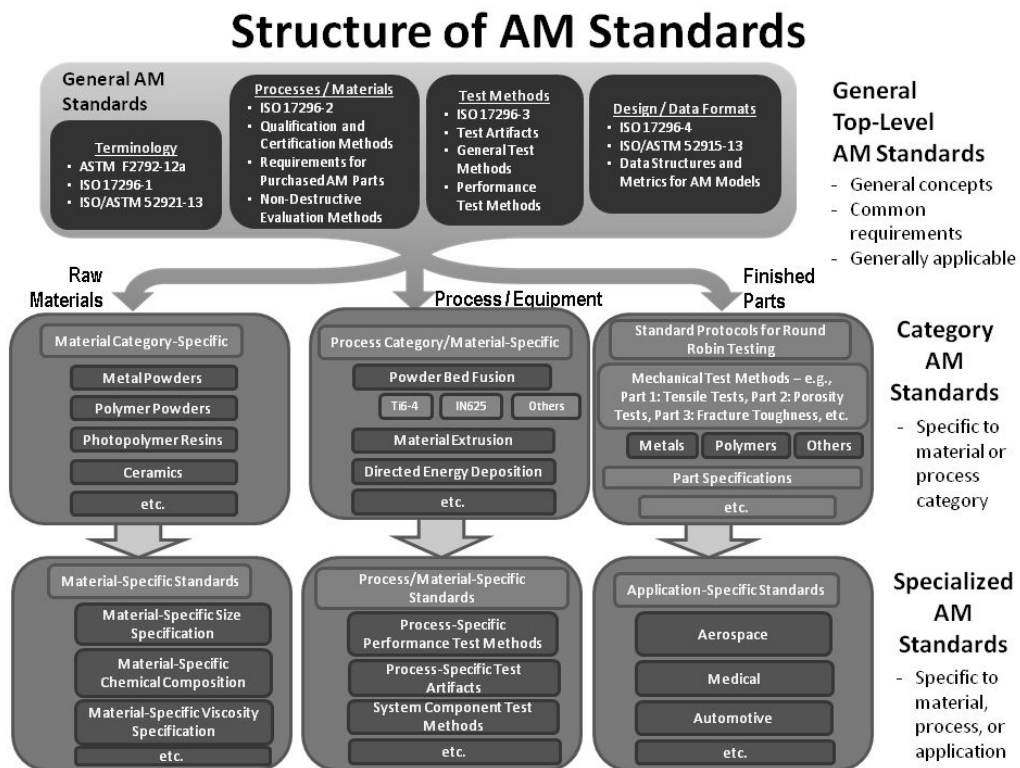 Structure of AM Standards
General AM
Standards
Terminology
• ASTM F2792-12a
• ISO 17296-1
• ISO/ASTM 52921-13
Processes / Materials
• ISO 17296-2
• Qualification and
Certification Methods
• Requirements for
Purchased AM Parts
• Non-Destructive
Evaluation Methods
Test Methods
• ISO 17296-3
• Test Artifacts
• General Test
Methods
• Performance
Test Methods
Design / Data Formats
• ISO 17296-4
• ISO/ASTM 52915-13
• Data Structures and
Metrics for AM Models
General
Top-Level
AM Standards
- General concepts
- Common
requirements
- Generally applicable
Raw
Materials
Process / Equipment
Finished
Parts
Material Category-Specific
Metal Powders
Polymer Powders
Photopolymer Resins
Ceramics
etc.
Process Category/Material-Specific
Powder Bed Fusion
Ti6-4
IN625
Others
Material Extrusion
Directed Energy Deposition
etc.
Standard Protocols for Round
Robin Testing
Mechanical Test Methods – e.g.,
Part 1: Tensile Tests, Part 2: Porosity
Tests, Part 3: Fracture Toughness, etc.
Metals
Polymers
Others
Part Specifications
etc.
Category
AM
Standards
- Specific to
material or
process
category
Material-Specific Standards
Material-Specific Size
Specification
Material-Specific
Chemical Composition
Material-Specific Viscosity
Specification
etc.
Process/Material-Specific
Standards
Process-Specific
Performance Test Methods
Process-Specific Test
Artifacts
System Component Test
Methods
etc.
Application-Specific Standards
Aerospace
Medical
Automotive
etc.
Specialized
AM
Standards
- Specific to
material,
process, or
application